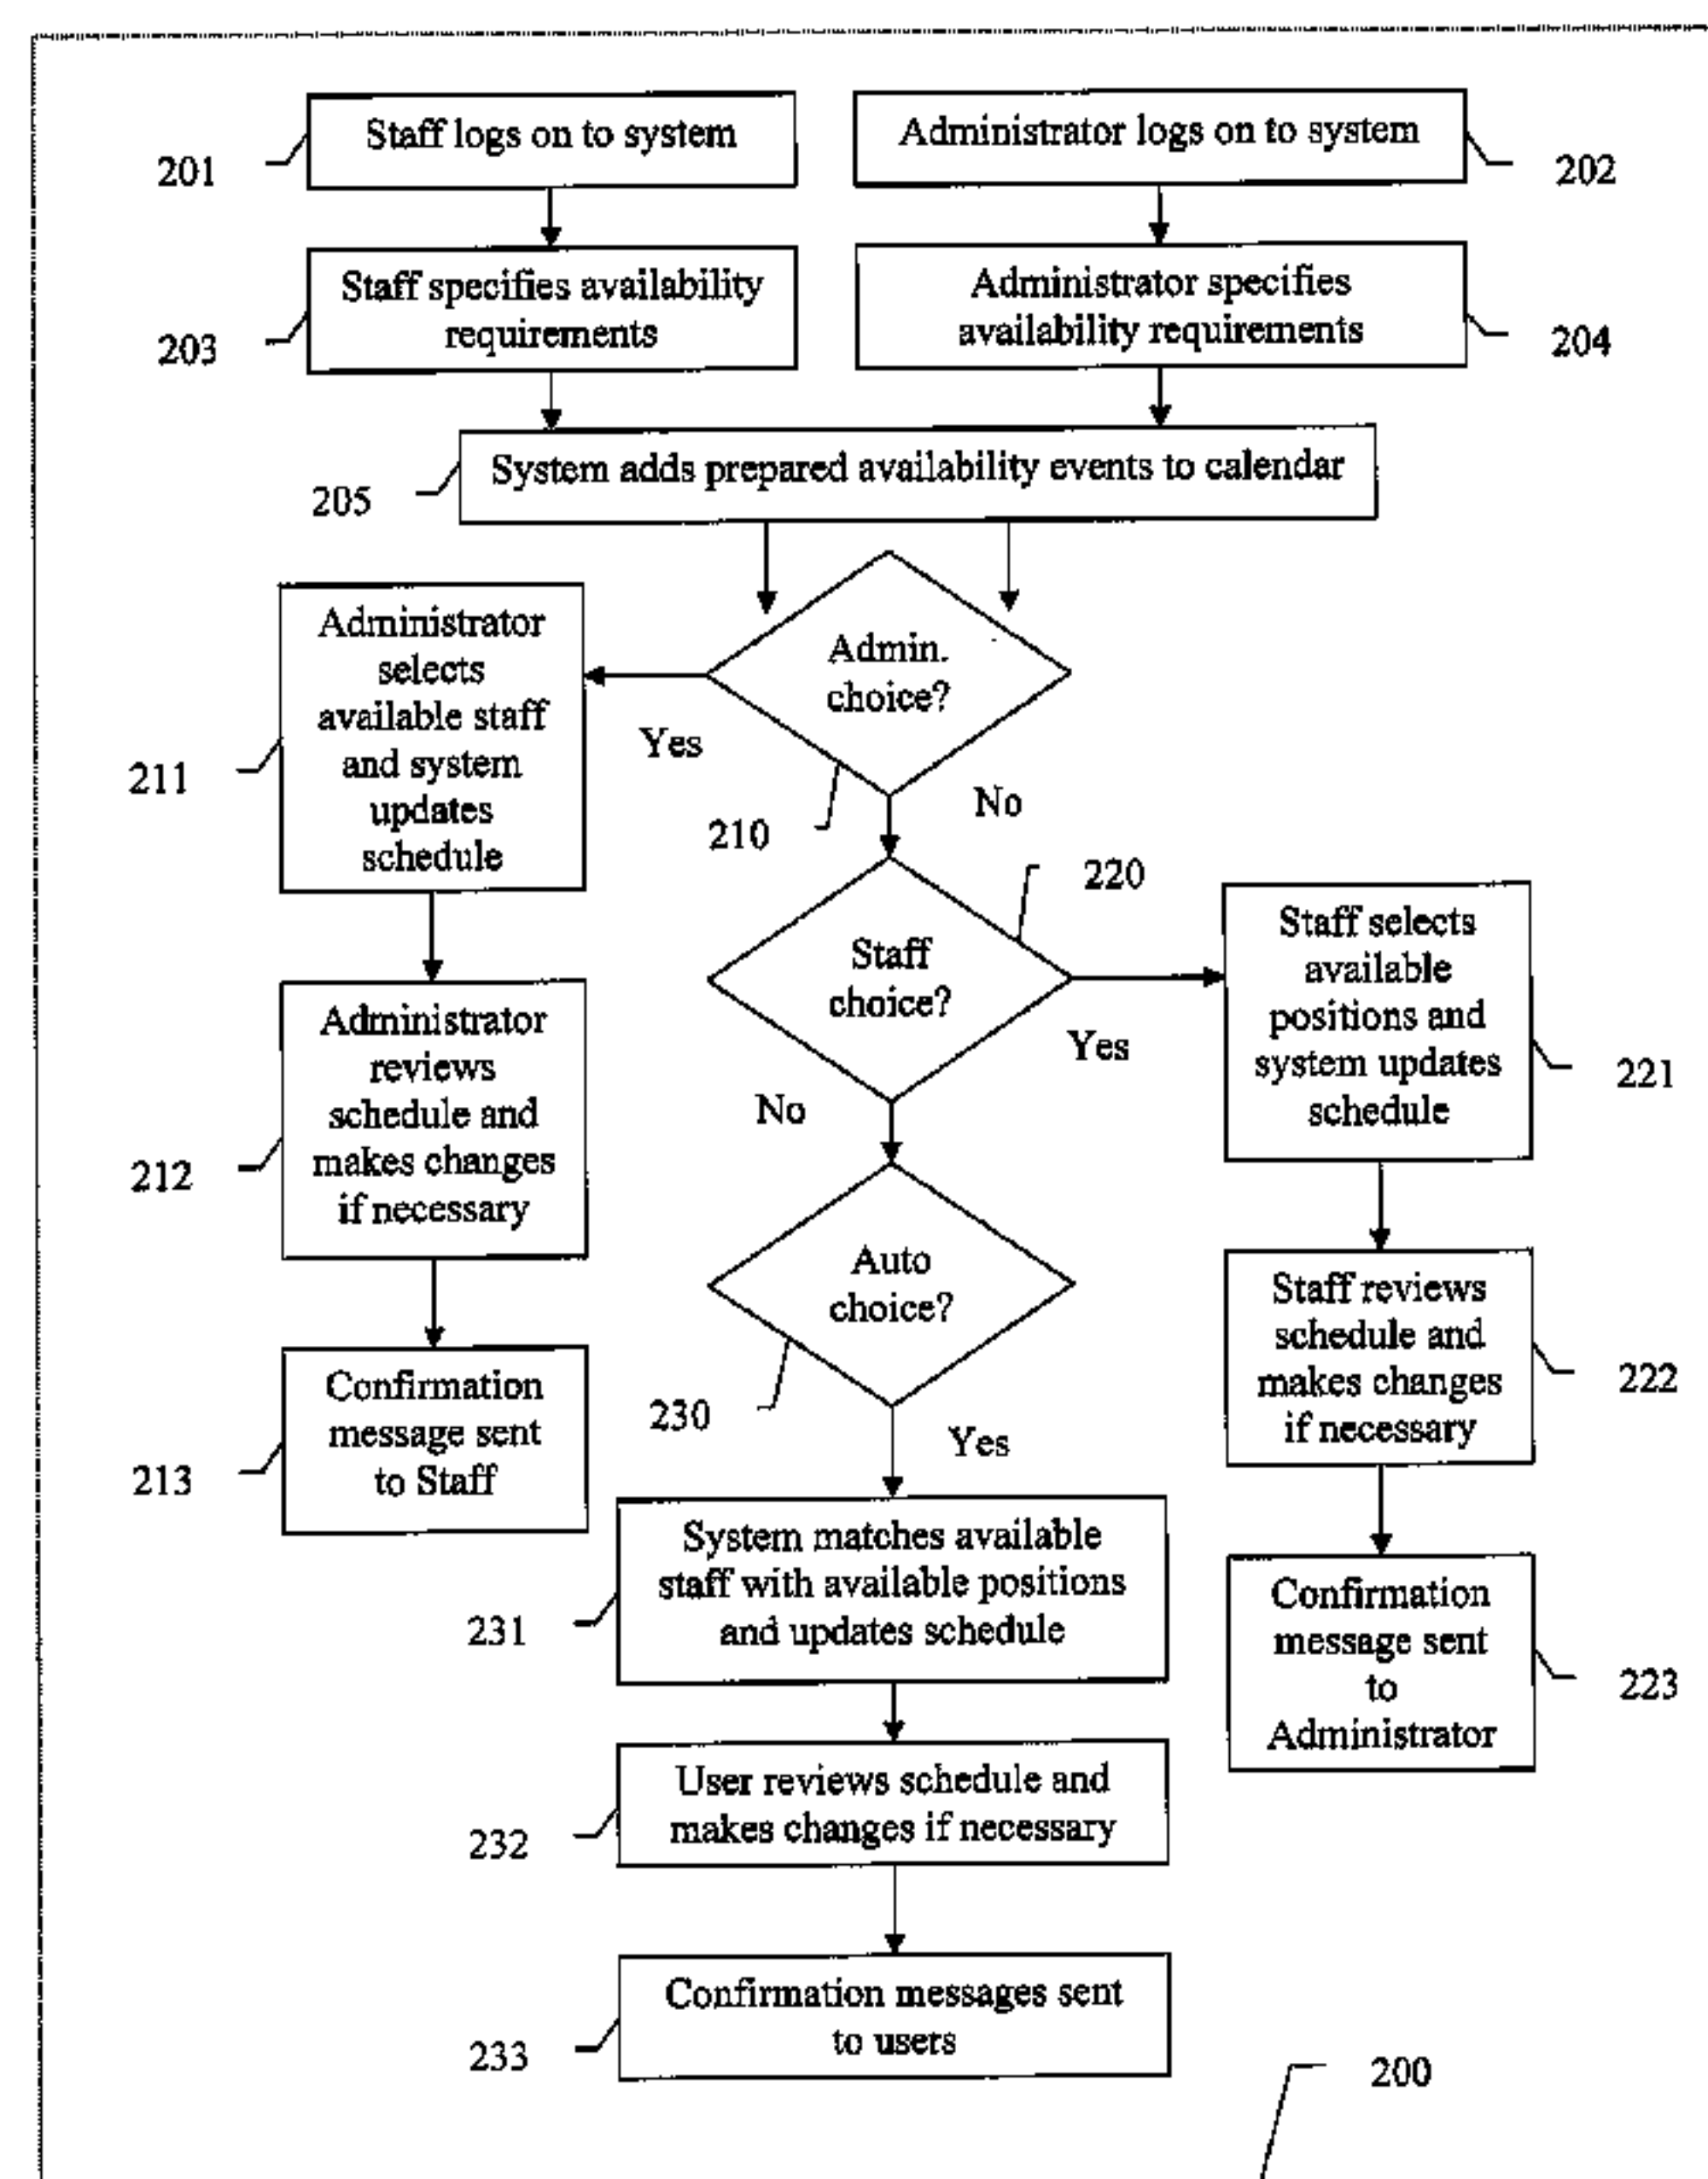 Staff logs on to system
201
Administrator logs on to system
202
Staff specifies availability
requirements
203
Administrator specifies
availability requirements
204
System adds prepared availability events to calendar
205
Admin.
choice?
210
Yes
No
Administrator
selects
available staff
and system
updates
schedule
211
Administrator
reviews
schedule and
makes changes
if necessary
212
Confirmation
message sent
to Staff
213
Staff
choice?
220
Yes
No
Staff selects
available
positions and
system updates
schedule
221
Staff reviews
schedule and
makes changes
if necessary
222
Confirmation
message sent
to
Administrator
223
Auto
choice?
230
Yes
System matches available
staff with available positions
and updates schedule
231
User reviews schedule and
makes changes if necessary
232
Confirmation messages sent
to users
233
200